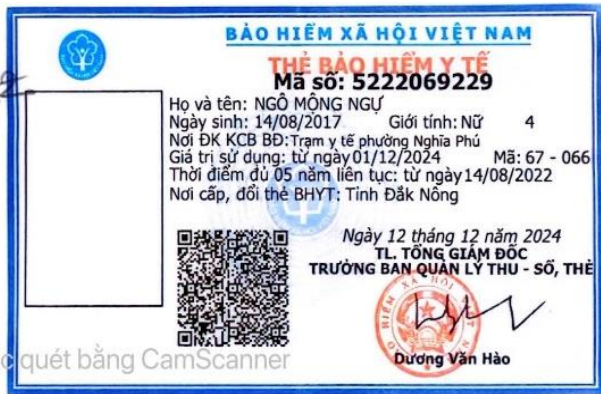 BẢO HIỂM XÃ HỘI VIỆT NAM
THẺ BẢO HIỂM Y TẾ
Mã số: 5222069229
Họ và tên: NGÔ MỘNG NGỰ
Ngày sinh: 14/08/2017 Giới tính: Nữ 4
Nơi ĐK KCB BĐ: Trạm y tế phường Nghĩa Phú
Giá trị sử dụng: từ ngày 01/12/2024 Mã: 67 - 066
Thời điểm đủ 05 năm liên tục: từ ngày 14/08/2022
Nơi cấp, đổi thẻ BHYT: Tỉnh Đắk Nông
Ngày 12 tháng 12 năm 2024
TL. TỔNG GIÁM ĐỐC
TRƯỞNG BAN QUẢN LÝ THU - SỔ, THẺ
Dương Văn Hào
quét bằng CamScanner